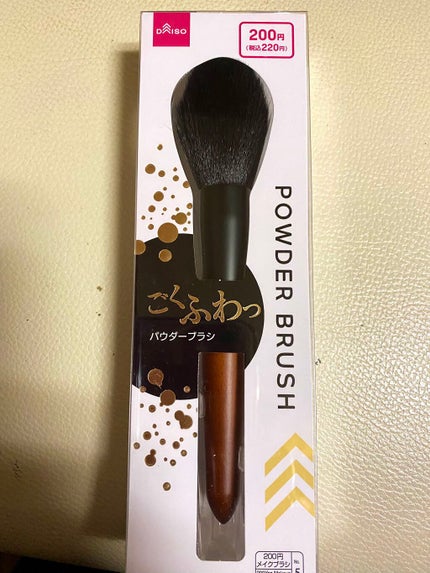 DAISO
200円
(税込220円)
POWDER BRUSH
ごくふわっ
パウダーブラシ
200円
メイクブラシ
No.
5